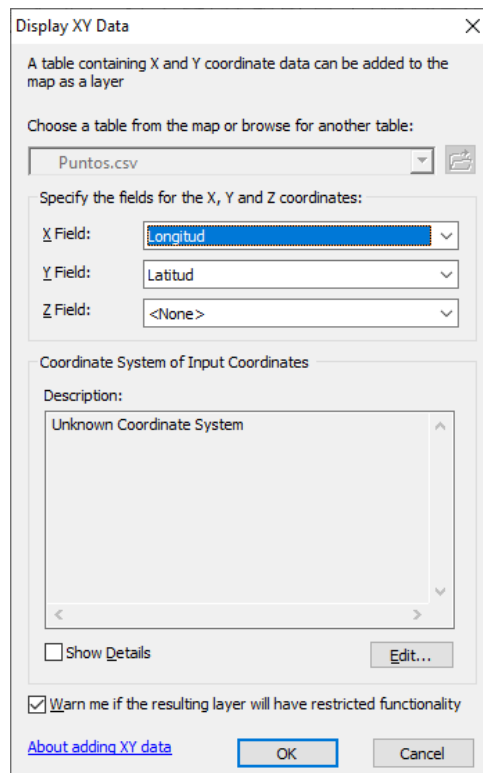 Display XY Data
A table containing X and Y coordinate data can be added to the
map as a layer
Choose a table from the map or browse for another table:
Puntos.csv
Specify the fields for the X, Y and Z coordinates:
X Field:
Longitud
Y Field:
Latitud
Z Field:
<None>
Coordinate System of Input Coordinates
Description:
Unknown Coordinate System
Show Details
Edit...
Warn me if the resulting layer will have restricted functionality
About adding XY data
OK
Cancel